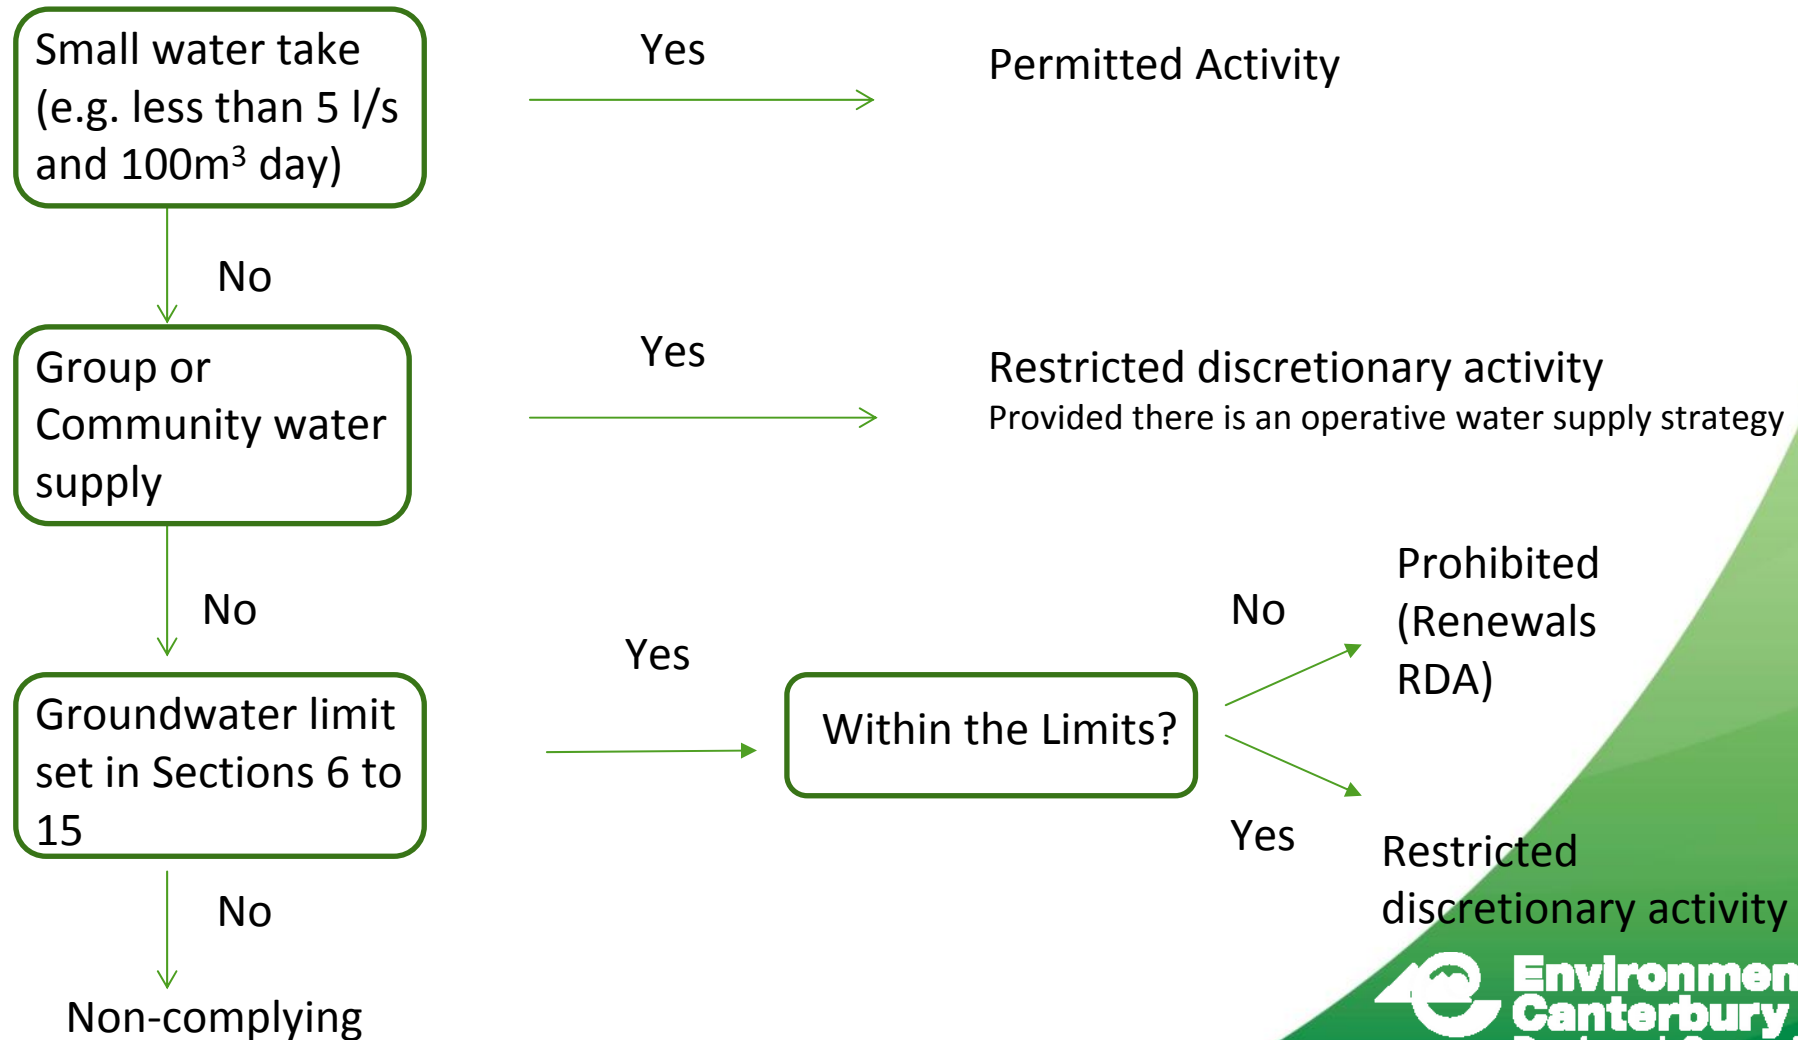 Small water take
(e.g. less than 5 l/s
and 100m³ day)
Yes
Permitted Activity
No
Group or
Community water
supply
Yes
Restricted discretionary activity
Provided there is an operative water supply strategy
No
Groundwater limit
set in Sections 6 to
15
Yes
Within the Limits?
No
Prohibited
(Renewals
RDA)
Yes
Restricted
discretionary activity
No
Non-complying
Environmen
Canterbury